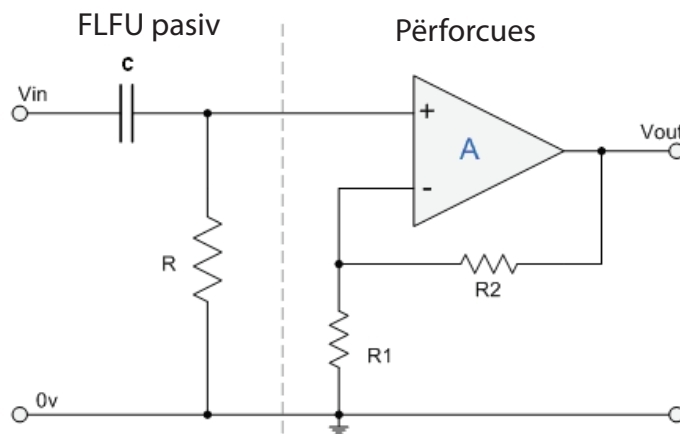 FLFU pasiv
Përforcues
C
Vin
+
A
Vout
-
R
R2
R1
0v